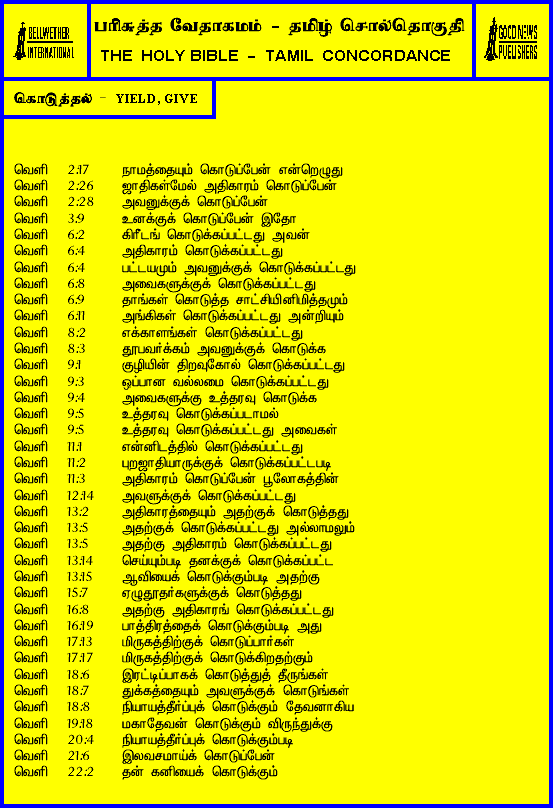 BELLWETHER
INTERNATIONAL
பரிசுத்த வேதாகமம் - தமிழ் சொல்தொகுதி
THE HOLY BIBLE - TAMIL CONCORDANCE
GOOD NEWS
PUBLISHERS
கொடுத்தல் - YIELD, GIVE
வெளி 2:17 நாமத்தையும் கொடுப்பேன் என்றெழுது
வெளி 2:26 ஜாதிகள்மேல் அதிகாரம் கொடுப்பேன்
வெளி 2:28 அவனுக்குக் கொடுப்பேன்
வெளி 3:9 உனக்குக் கொடுப்பேன் இதோ
வெளி 6:2 கிரீடங் கொடுக்கப்பட்டது அவன்
வெளி 6:4 அதிகாரம் கொடுக்கப்பட்டது
வெளி 6:4 பட்டயமும் அவனுக்குக் கொடுக்கப்பட்டது
வெளி 6:8 அவைகளுக்குக் கொடுக்கப்பட்டது
வெளி 6:9 தாங்கள் கொடுத்த சாட்சியினிமித்தமும்
வெளி 6:11 அங்கிகள் கொடுக்கப்பட்டது அன்றியும்
வெளி 8:2 எக்காளங்கள் கொடுக்கப்பட்டது
வெளி 8:3 தூபவர்க்கம் அவனுக்குக் கொடுக்க
வெளி 9:1 குழியின் திறவுகோல் கொடுக்கப்பட்டது
வெளி 9:3 ஒப்பான வல்லமை கொடுக்கப்பட்டது
வெளி 9:4 அவைகளுக்கு உத்தரவு கொடுக்க
வெளி 9:5 உத்தரவு கொடுக்கப்படாமல்
வெளி 9:5 உத்தரவு கொடுக்கப்பட்டது அவைகள்
வெளி 11:1 என்னிடத்தில் கொடுக்கப்பட்டது
வெளி 11:2 புறஜாதியாருக்குக் கொடுக்கப்பட்டபடி
வெளி 11:3 அதிகாரம் கொடுப்பேன் பூலோகத்தின்
வெளி 12:14 அவளுக்குக் கொடுக்கப்பட்டது
வெளி 13:2 அதிகாரத்தையும் அதற்குக் கொடுத்தது
வெளி 13:5 அதற்குக் கொடுக்கப்பட்டது அல்லாமலும்
வெளி 13:5 அதற்கு அதிகாரம் கொடுக்கப்பட்டது
வெளி 13:14 செய்யும்படி தனக்குக் கொடுக்கப்பட்ட
வெளி 13:15 ஆவியைக் கொடுக்கும்படி அதற்கு
வெளி 15:7 ஏழுதூதர்களுக்குக் கொடுத்தது
வெளி 16:8 அதற்கு அதிகாரங் கொடுக்கப்பட்டது
வெளி 16:19 பாத்திரத்தைக் கொடுக்கும்படி அது
வெளி 17:13 மிருகத்திற்குக் கொடுப்பார்கள்
வெளி 17:17 மிருகத்திற்குக் கொடுக்கிறதற்கும்
வெளி 18:6 இரட்டிப்பாகக் கொடுத்துத் தீருங்கள்
வெளி 18:7 துக்கத்தையும் அவளுக்குக் கொடுங்கள்
வெளி 18:8 நியாயத்தீர்ப்புக் கொடுக்கும் தேவனாகிய
வெளி 19:18 மகாதேவன் கொடுக்கும் விருந்துக்கு
வெளி 20:4 நியாயத்தீர்ப்புக் கொடுக்கும்படி
வெளி 21:6 இலவசமாய்க் கொடுப்பேன்
வெளி 22:2 தன் கனியைக் கொடுக்கும்